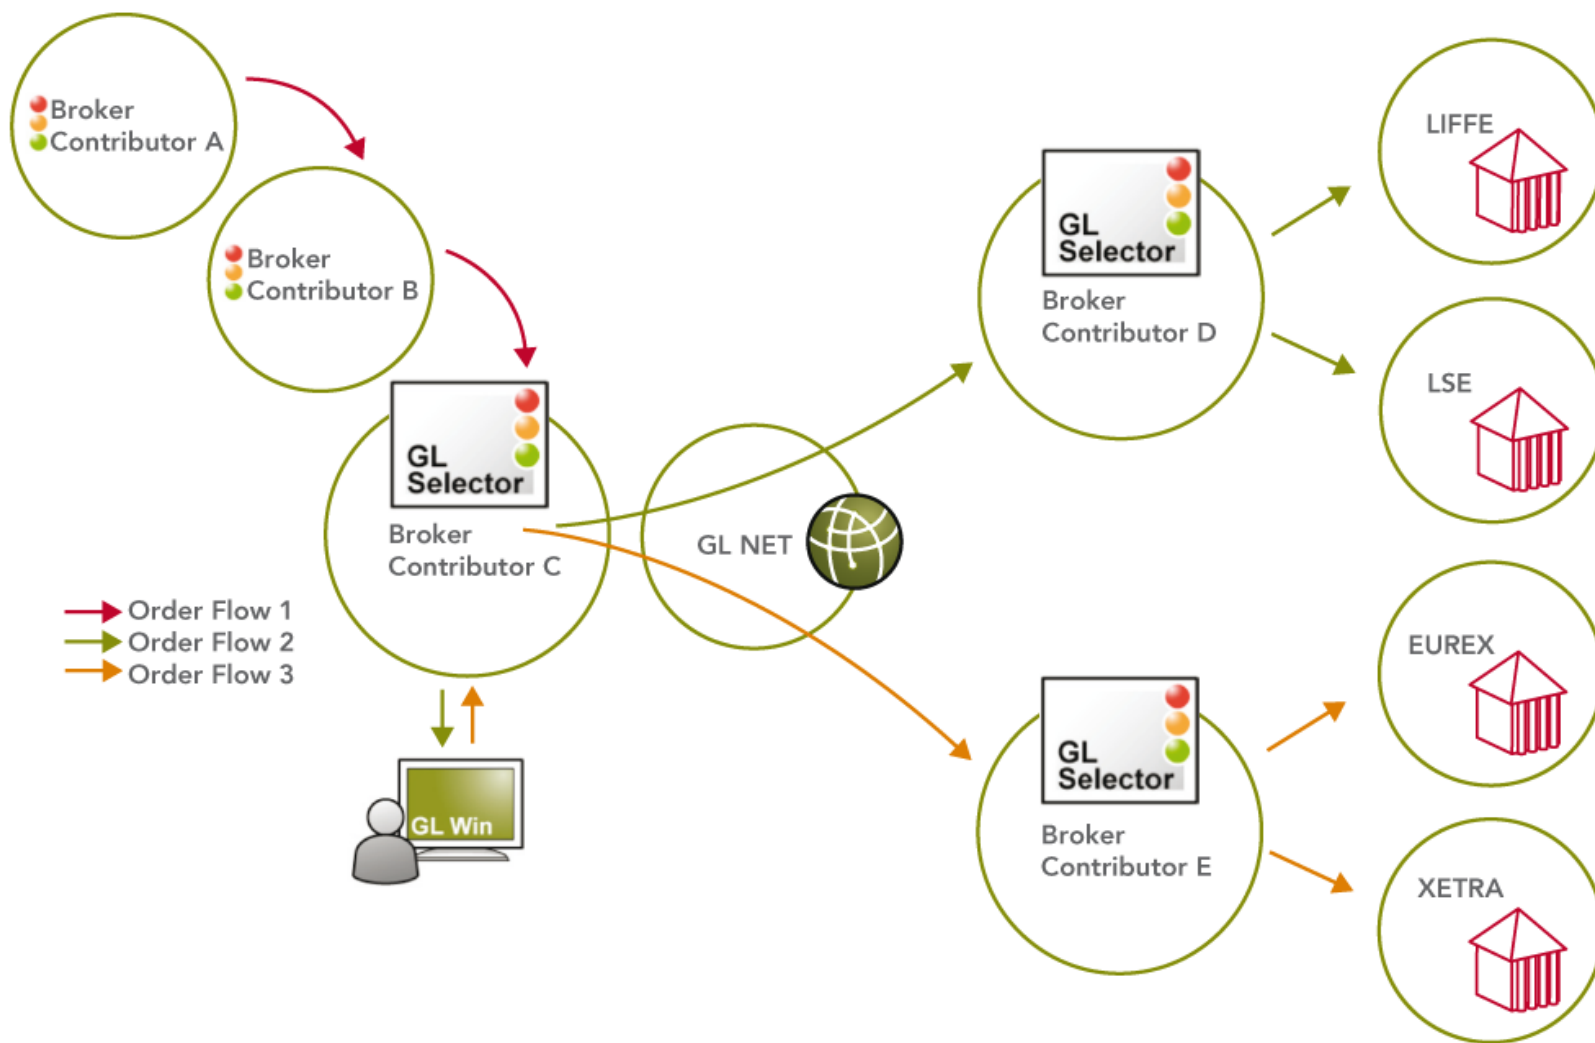 Broker
Contributor A
Broker
Contributor B
GL
Selector
Broker
Contributor C
Order Flow 1
Order Flow 2
Order Flow 3
GL Win
GL NET
GL
Selector
Broker
Contributor D
GL
Selector
Broker
Contributor E
LIFFE
LSE
EUREX
XETRA